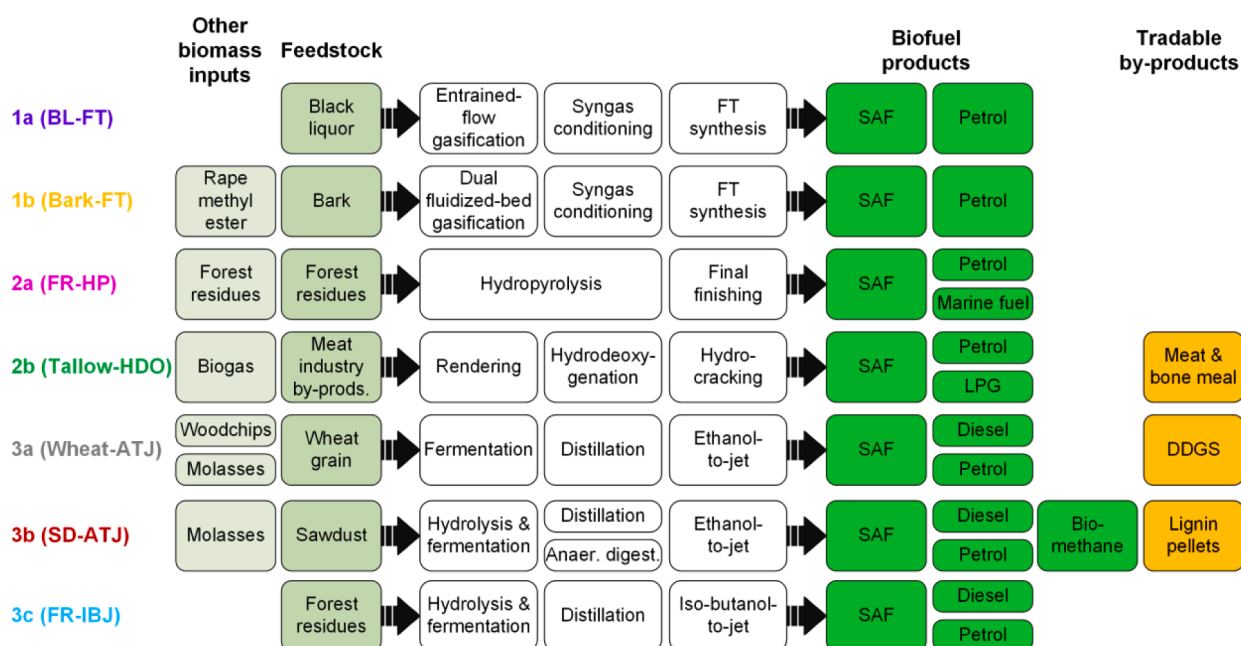 Other
biomass
inputs
Feedstock
Biofuel
products
Tradable
by-products
1a (BL-FT)
Black
liquor
Entrained-
flow
gasification
Syngas
conditioning
FT
synthesis
SAF
Petrol
1b (Bark-FT)
Rape
methyl
ester
Bark
Dual
fluidized-bed
gasification
Syngas
conditioning
FT
synthesis
SAF
Petrol
2a (FR-HP)
Forest
residues
Forest
residues
Hydropyrolysis
Final
finishing
SAF
Petrol
Marine fuel
2b (Tallow-HDO)
Biogas
Meat
industry
by-prods.
Rendering
Hydrodeoxy-
genation
Hydro-
cracking
SAF
Petrol
LPG
Meat &
bone meal
3a (Wheat-ATJ)
Woodchips
Molasses
Wheat
grain
Fermentation
Distillation
Ethanol-
to-jet
SAF
Diesel
Petrol
DDGS
3b (SD-ATJ)
Molasses
Sawdust
Hydrolysis &
fermentation
Distillation
Anaer. digest.
Ethanol-
to-jet
SAF
Diesel
Petrol
Bio-
methane
Lignin
pellets
3c (FR-IBJ)
Forest
residues
Hydrolysis &
fermentation
Distillation
Iso-butanol-
to-jet
SAF
Diesel
Petrol